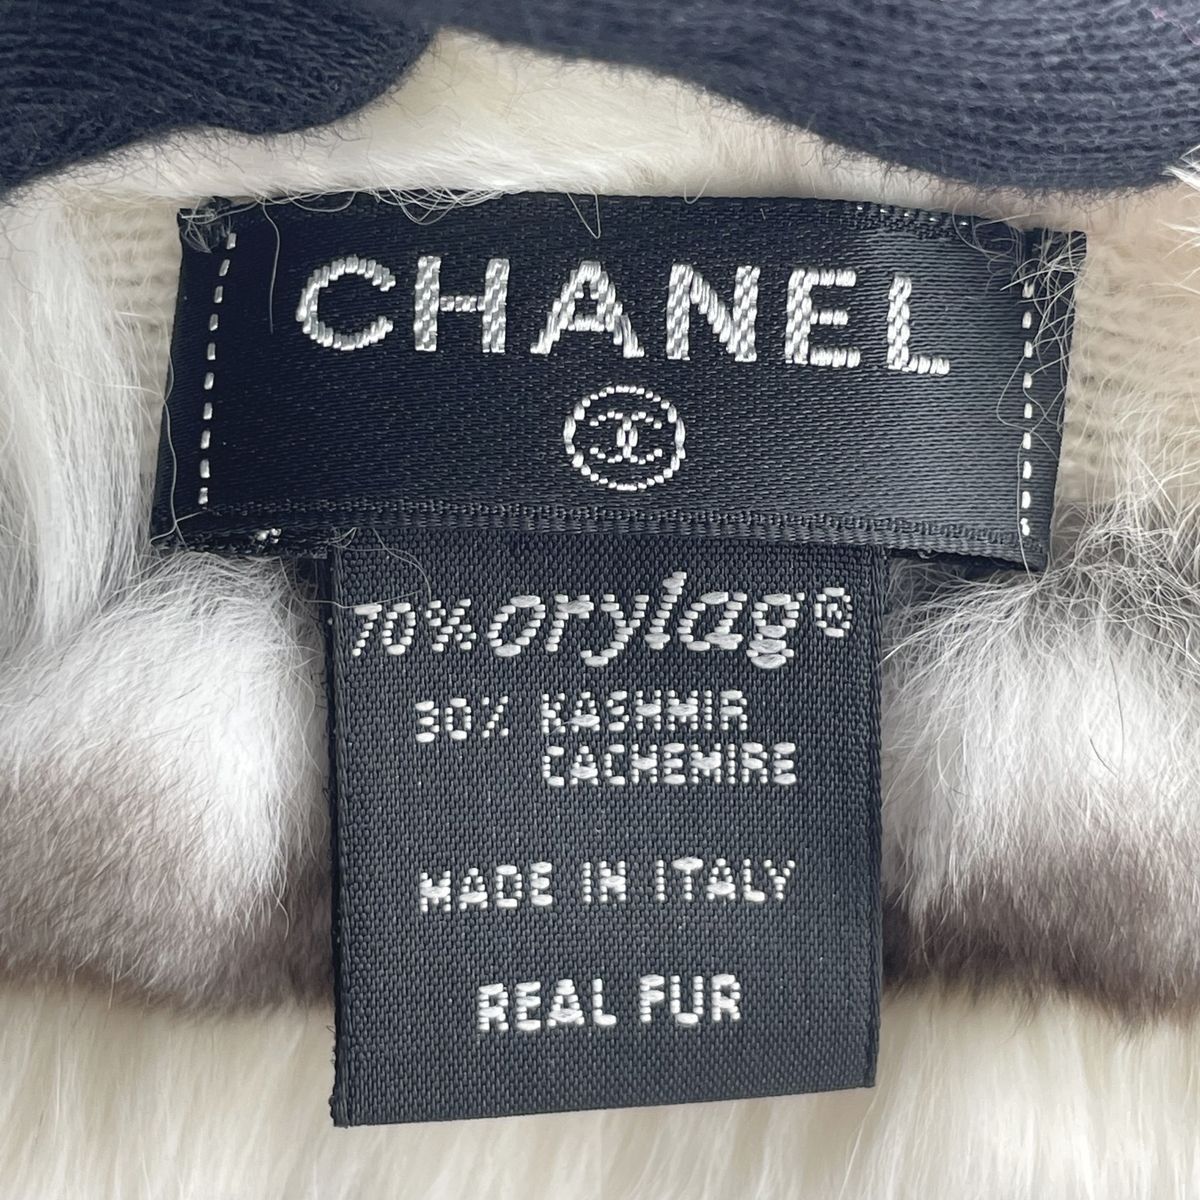 CHANEL
70% orylag®
30% KASHMIR
CACHEMIRE
MADE IN ITALY
REAL FUR